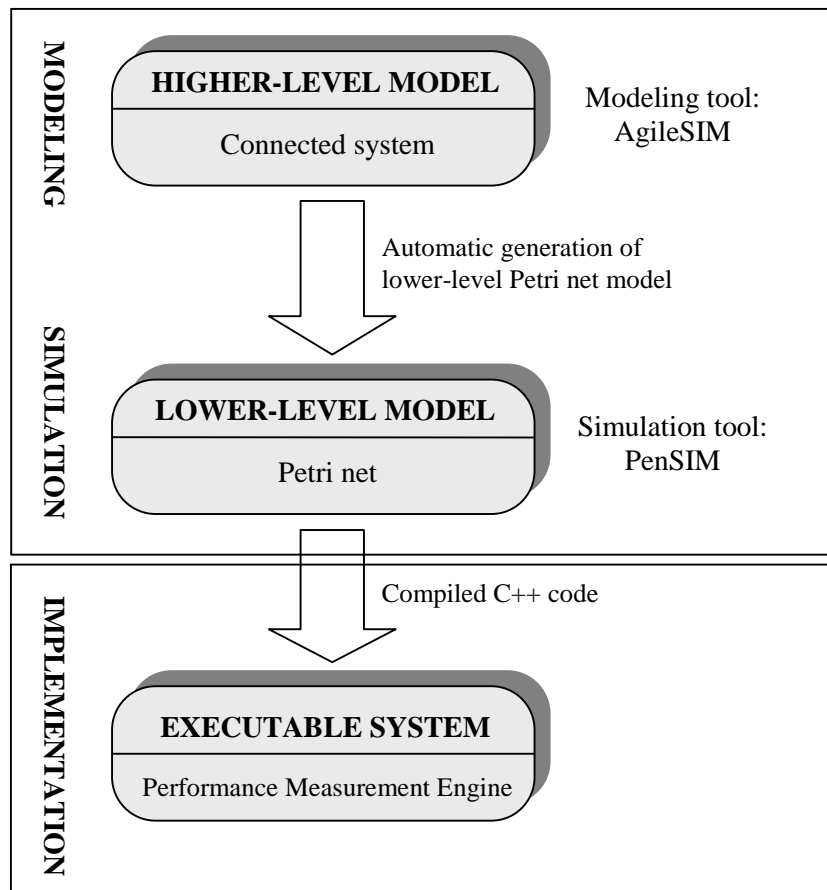 MODELING
HIGHER-LEVEL MODEL
Connected system
Modeling tool:
AgileSIM
Automatic generation of
lower-level Petri net model
SIMULATION
LOWER-LEVEL MODEL
Petri net
Simulation tool:
PenSIM
Compiled C++ code
IMPLEMENTATION
EXECUTABLE SYSTEM
Performance Measurement Engine